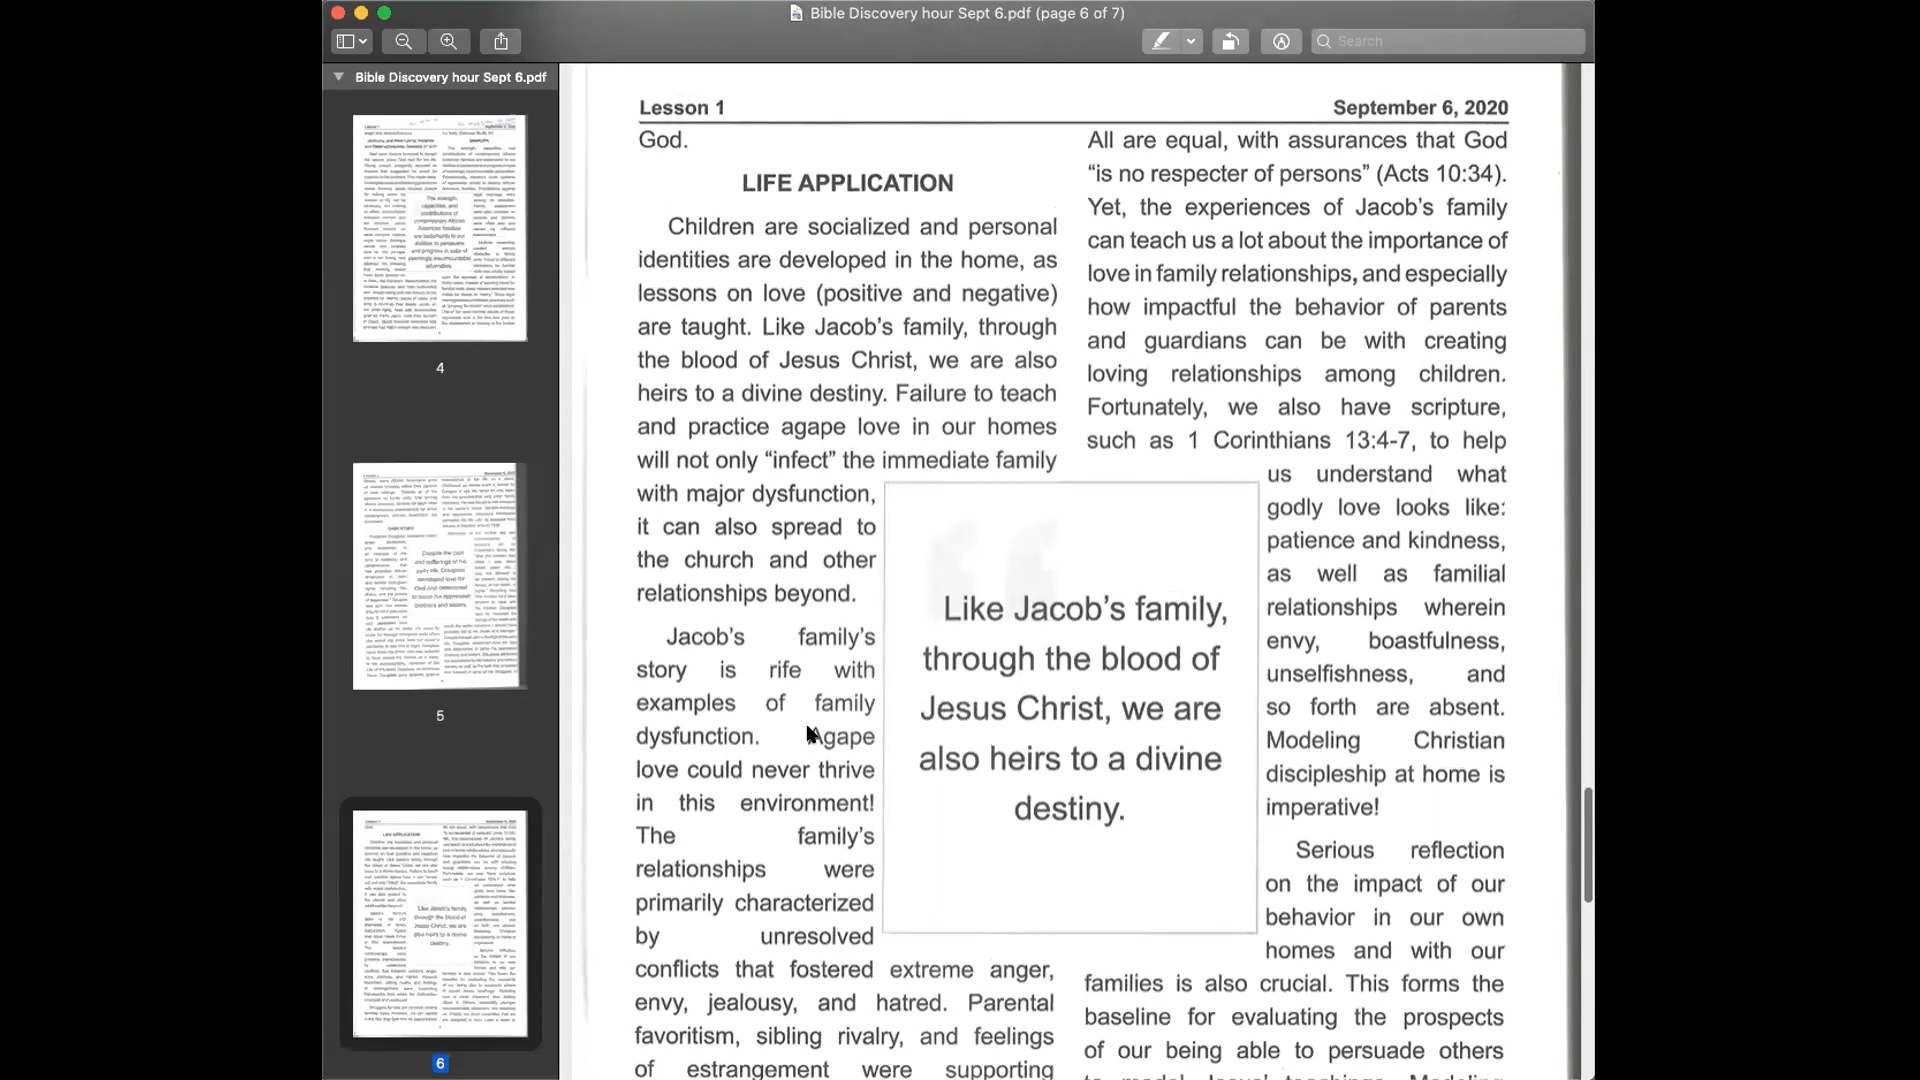 Bible Discovery hour Sept 6.pdf (page 6 of 7)
Search
Bible Discovery hour Sept 6.pdf
4
5
6
Lesson 1
September 6, 2020
God.
LIFE APPLICATION
Children are socialized and personal
identities are developed in the home, as
lessons on love (positive and negative)
are taught. Like Jacob’s family, through
the blood of Jesus Christ, we are also
heirs to a divine destiny. Failure to teach
and practice agape love in our homes
will not only “infect” the immediate family
with major dysfunction,
it can also spread to
the church and other
relationships beyond.
Jacob’s family’s
story is rife with
examples of family
dysfunction. Agape
love could never thrive
in this environment!
The family’s
relationships were
primarily characterized
by unresolved
conflicts that fostered extreme anger,
envy, jealousy, and hatred. Parental
favoritism, sibling rivalry, and feelings
of estrangement were supporting
Like Jacob’s family,
through the blood of
Jesus Christ, we are
also heirs to a divine
destiny.
All are equal, with assurances that God
“is no respecter of persons” (Acts 10:34).
Yet, the experiences of Jacob’s family
can teach us a lot about the importance of
love in family relationships, and especially
how impactful the behavior of parents
and guardians can be with creating
loving relationships among children.
Fortunately, we also have scripture,
such as 1 Corinthians 13:4-7, to help
us understand what
godly love looks like:
patience and kindness,
as well as familial
relationships wherein
envy, boastfulness,
unselfishness, and
so forth are absent.
Modeling Christian
discipleship at home is
imperative!
Serious reflection
on the impact of our
behavior in our own
homes and with our
families is also crucial. This forms the
baseline for evaluating the prospects
of our being able to persuade others
to model Jesus’ teachings. Modeling